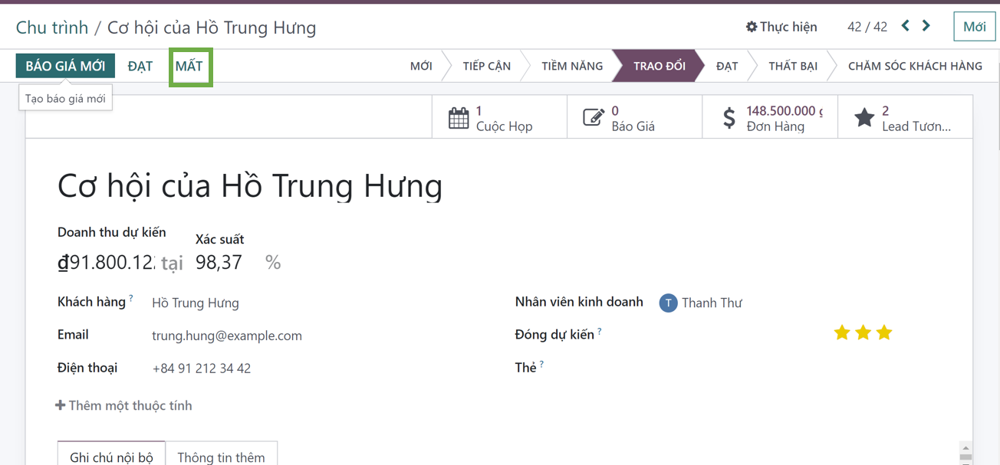 Chu trình / Cơ hội của Hồ Trung Hưng
Thực hiện
42 / 42
Mới
BÁO GIÁ MỚI
ĐẠT
MẤT
MỚI
TIẾP CẬN
TIỀM NĂNG
TRAO ĐỔI
ĐẠT
THẤT BẠI
CHĂM SÓC KHÁCH HÀNG
Tạo báo giá mới
1
Cuộc Họp
0
Báo Giá
148.500.000
Đơn Hàng
2
Lead Tươn...
Cơ hội của Hồ Trung Hưng
Doanh thu dự kiến
Xác suất
₫91.800.12 tại 98,37 %
Khách hàng ? Hồ Trung Hưng
Nhân viên kinh doanh T Thanh Thư
Email trung.hung@example.com
Đóng dự kiến ?
Điện thoại +84 91 212 34 42
Thẻ ?
Thêm một thuộc tính
Ghi chú nội bộ
Thông tin thêm